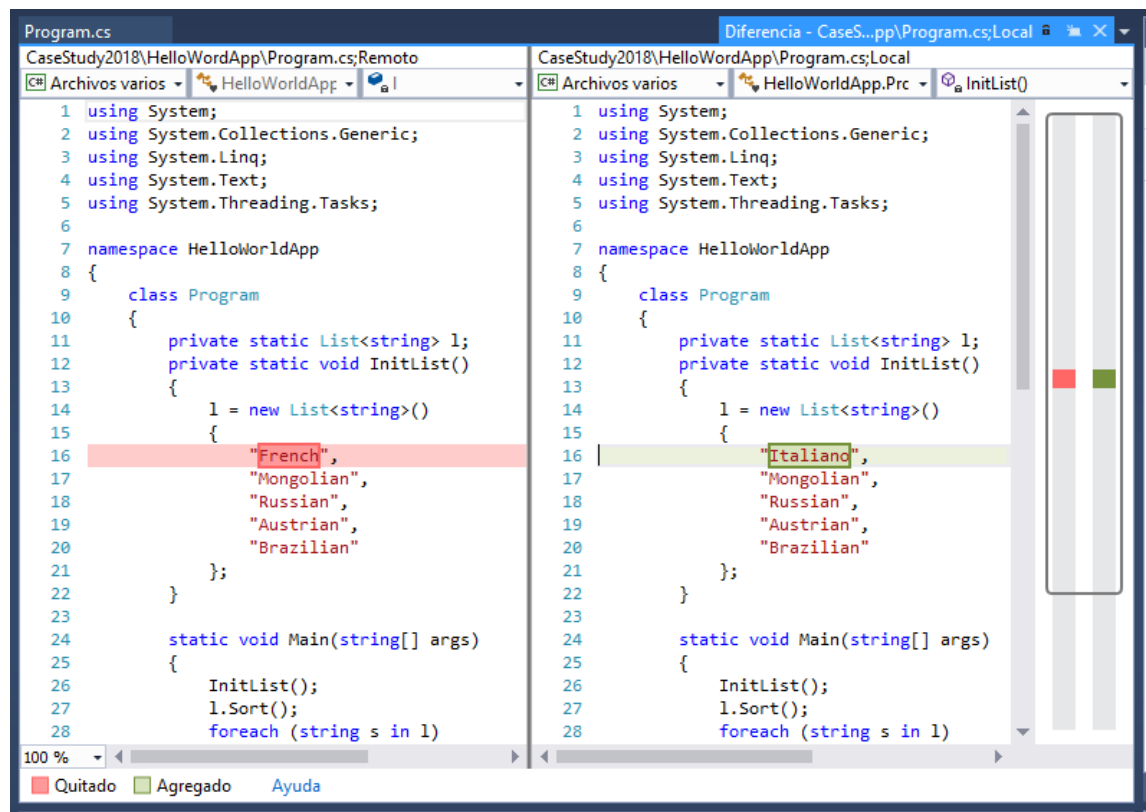 Program.cs
Diferencia - CaseS...pp\Program.cs;Local
CaseStudy2018\HelloWordApp\Program.cs;Remoto
C# Archivos varios HelloWorldApp l
1 using System;
2 using System.Collections.Generic;
3 using System.Linq;
4 using System.Text;
5 using System.Threading.Tasks;
6
7 namespace HelloWorldApp
8 {
9 class Program
10 {
11 private static List<string> l;
12 private static void InitList()
13 {
14 l = new List<string>()
15 {
16 "French",
17 "Mongolian",
18 "Russian",
19 "Austrian",
20 "Brazilian"
21 };
22 }
23
24 static void Main(string[] args)
25 {
26 InitList();
27 l.Sort();
28 foreach (string s in l)
CaseStudy2018\HelloWordApp\Program.cs;Local
C# Archivos varios HelloWorldApp.Prc InitList()
1 using System;
2 using System.Collections.Generic;
3 using System.Linq;
4 using System.Text;
5 using System.Threading.Tasks;
6
7 namespace HelloWorldApp
8 {
9 class Program
10 {
11 private static List<string> l;
12 private static void InitList()
13 {
14 l = new List<string>()
15 {
16 "Italiano",
17 "Mongolian",
18 "Russian",
19 "Austrian",
20 "Brazilian"
21 };
22 }
23
24 static void Main(string[] args)
25 {
26 InitList();
27 l.Sort();
28 foreach (string s in l)
100 %
Quitado Agregado Ayuda